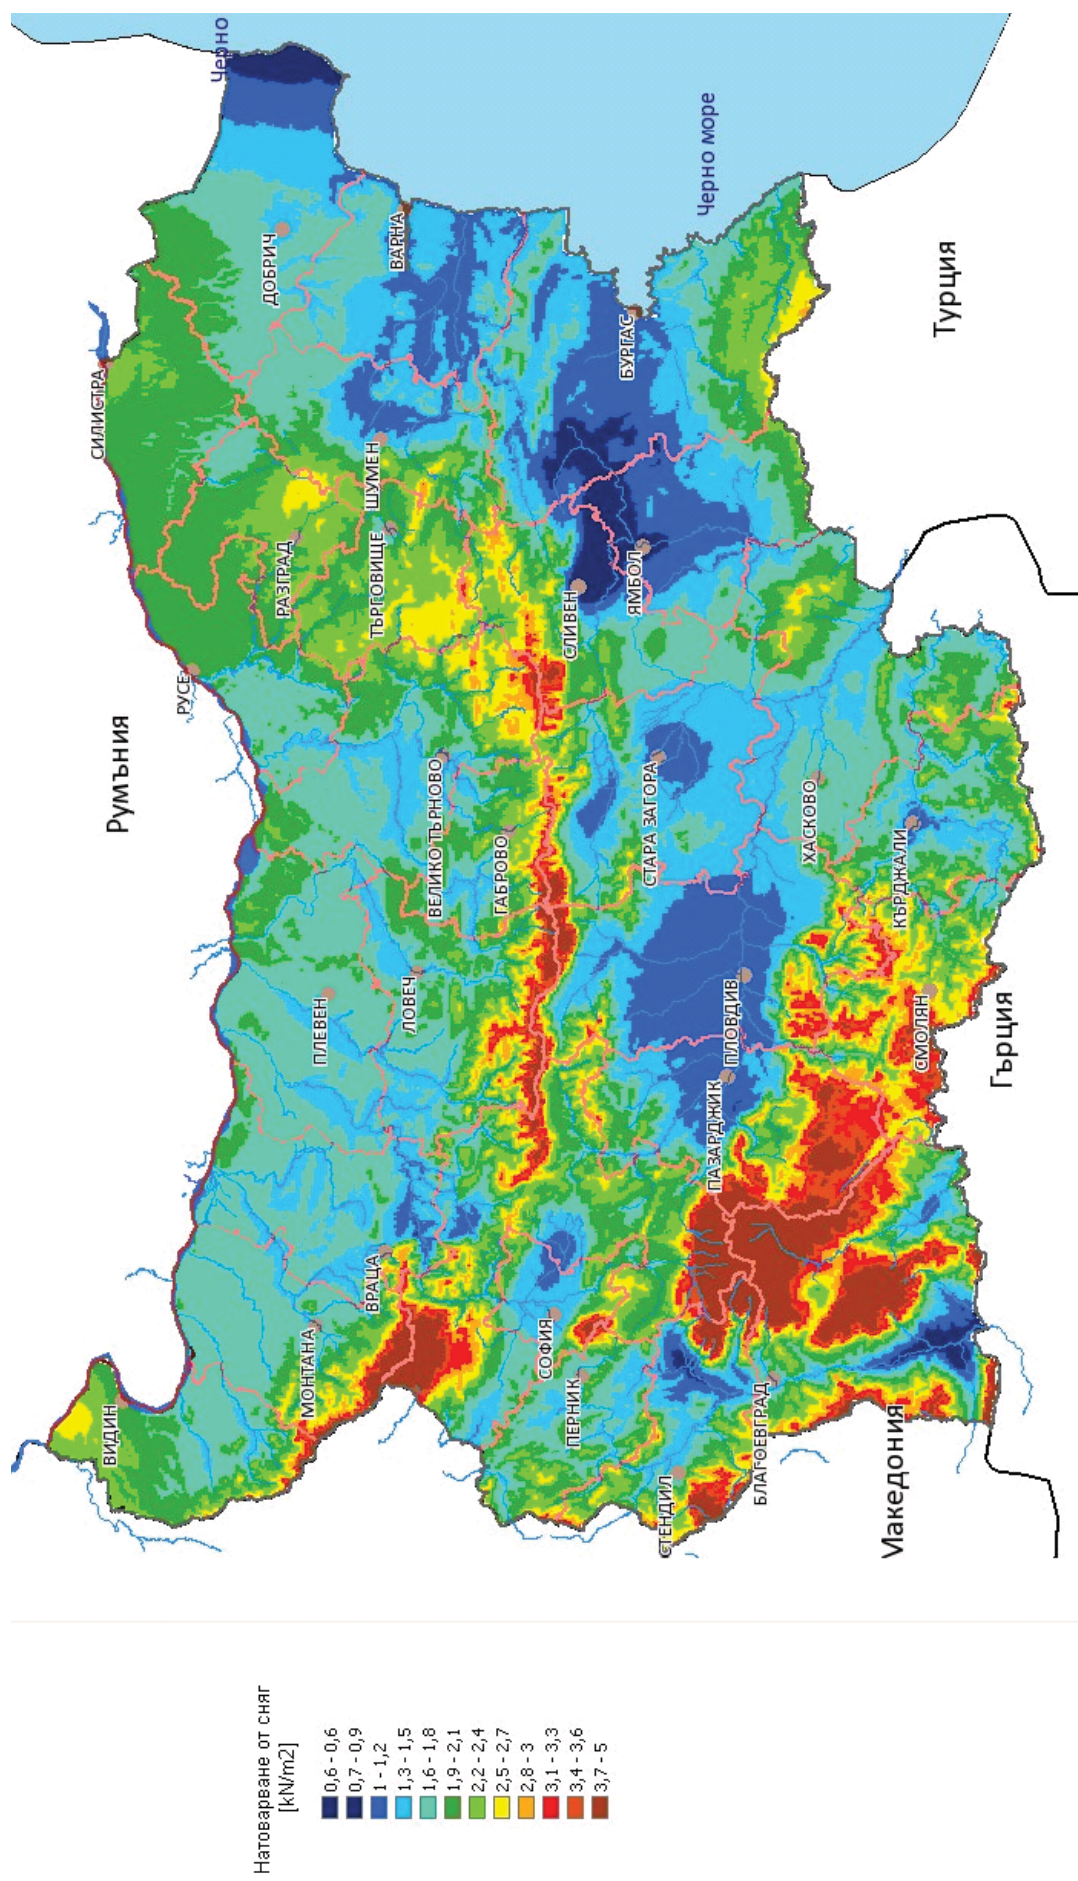 Румъния
Черно
СИЛИСТРА
ДОБРИЧ
ВАРНА
РУСЕ
РАЗГРАД
ШУМЕН
ТЪРГОВИЩЕ
ВИДИН
МОНТАНА
ВРАЦА
ПЛЕВЕН
ЛОВЕЧ
ВЕЛИКО ТЪРНОВО
ГАБРОВО
СОФИЯ
ПЕРНИК
СЛИВЕН
ЯМБОЛ
БУРГАС
Черно море
СТЕНДИЛ
СТАРА ЗАГОРА
ПАЗАРДЖИК
ПЛОВДИВ
БЛАГОЕВГРАД
ХАСКОВО
КЪРДЖАЛИ
СМОЛЯН
Македония
Гърция
Турция
Натоварване от сняг
[kN/m2]
0,6 - 0,6
0,7 - 0,9
1 - 1,2
1,3 - 1,5
1,6 - 1,8
1,9 - 2,1
2,2 - 2,4
2,5 - 2,7
2,8 - 3
3,1 - 3,3
3,4 - 3,6
3,7 - 5